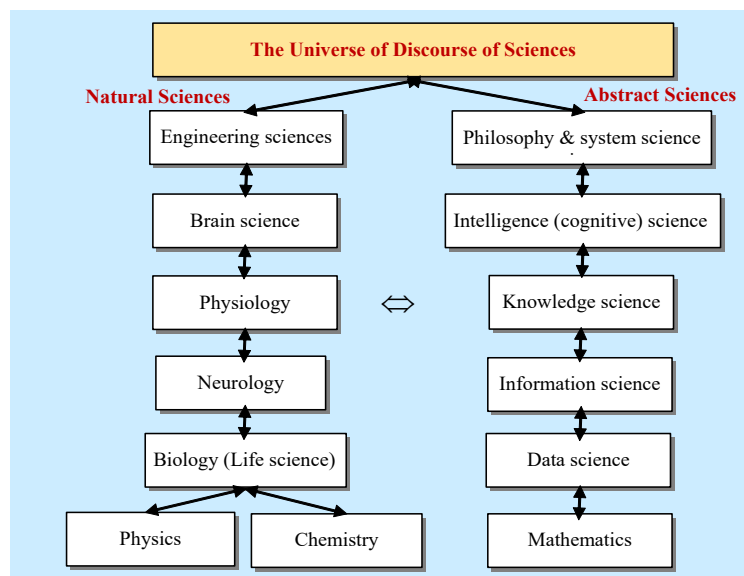 The Universe of Discourse of Sciences
Natural Sciences
Abstract Sciences
Engineering sciences
Philosophy & system science
Brain science
Intelligence (cognitive) science
Physiology
⇔
Knowledge science
Neurology
Information science
Biology (Life science)
Data science
Physics
Chemistry
Mathematics